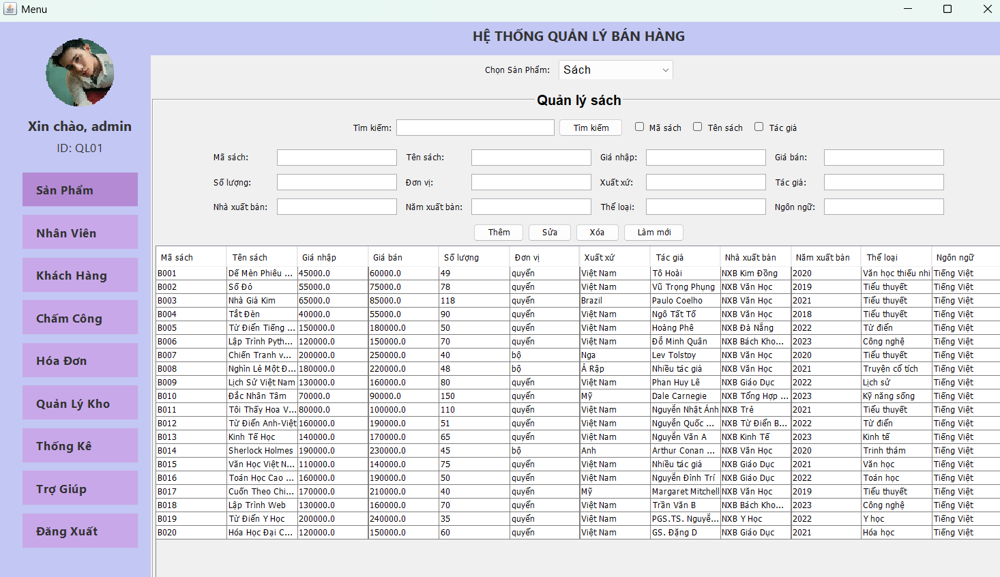 Menu
HỆ THỐNG QUẢN LÝ BÁN HÀNG
Xin chào, admin
ID: QL01
Sản Phẩm
Nhân Viên
Khách Hàng
Chấm Công
Hóa Đơn
Quản Lý Kho
Thống Kê
Trợ Giúp
Đăng Xuất
Chọn Sản Phẩm: Sách
Quản lý sách
Tìm kiếm: Tìm kiếm Mã sách Tên sách Tác giả
Mã sách: Tên sách: Giá nhập: Giá bán:
Số lượng: Đơn vị: Xuất xứ: Tác giả:
Nhà xuất bản: Năm xuất bản: Thể loại: Ngôn ngữ:
Thêm Sửa Xóa Làm mới
Mã sách Tên sách Giá nhập Giá bán Số lượng Đơn vị Xuất xứ Tác giả Nhà xuất bản Năm xuất bản Thể loại Ngôn ngữ
B001 Dế Mèn Phiêu ... 45000.0 60000.0 49 quyển Việt Nam Tô Hoài NXB Kim Đồng 2020 Văn học thiếu nhi Tiếng Việt
B002 Số Đỏ 55000.0 75000.0 78 quyển Việt Nam Vũ Trọng Phụng NXB Văn Học 2019 Tiểu thuyết Tiếng Việt
B003 Nhà Giả Kim 65000.0 85000.0 118 quyển Brazil Paulo Coelho NXB Văn Học 2021 Tiểu thuyết Tiếng Việt
B004 Tắt Đèn 40000.0 55000.0 90 quyển Việt Nam Ngô Tất Tố NXB Văn Học 2018 Tiểu thuyết Tiếng Việt
B005 Từ Điển Tiếng ... 150000.0 180000.0 50 quyển Việt Nam Hoàng Phê NXB Đà Nẵng 2022 Từ điển Tiếng Việt
B006 Lập Trình Pyth... 120000.0 150000.0 70 quyển Việt Nam Đỗ Minh Quân NXB Bách Kho... 2023 Công nghệ Tiếng Việt
B007 Chiến Tranh v... 200000.0 250000.0 40 bộ Nga Lev Tolstoy NXB Văn Học 2020 Tiểu thuyết Tiếng Việt
B008 Nghìn Lẻ Một Đ... 180000.0 220000.0 48 bộ Ả Rập Nhiều tác giả NXB Văn Học 2021 Truyện cổ tích Tiếng Việt
B009 Lịch Sử Việt Nam 130000.0 160000.0 80 quyển Việt Nam Phan Huy Lê NXB Giáo Dục 2022 Lịch sử Tiếng Việt
B010 Đắc Nhân Tâm 70000.0 90000.0 150 quyển Mỹ Dale Carnegie NXB Tổng Hợp ... 2023 Kỹ năng sống Tiếng Việt
B011 Tôi Thấy Hoa V... 80000.0 100000.0 110 quyển Việt Nam Nguyễn Nhật Ánh NXB Trẻ 2021 Tiểu thuyết Tiếng Việt
B012 Từ Điển Anh-Việt 160000.0 190000.0 51 quyển Việt Nam Nguyễn Quốc ... NXB Từ Điển B... 2022 Từ điển Tiếng Việt
B013 Kinh Tế Học 140000.0 170000.0 65 quyển Việt Nam Nguyễn Văn A NXB Kinh Tế 2023 Kinh tế Tiếng Việt
B014 Sherlock Holmes 190000.0 230000.0 45 bộ Anh Arthur Conan ... NXB Văn Học 2020 Trinh thám Tiếng Việt
B015 Văn Học Việt N... 110000.0 140000.0 75 quyển Việt Nam Nhiều tác giả NXB Giáo Dục 2021 Văn học Tiếng Việt
B016 Toán Học Cao ... 160000.0 190000.0 50 quyển Việt Nam Nguyễn Đình Trí NXB Giáo Dục 2022 Toán học Tiếng Việt
B017 Cuốn Theo Chi... 170000.0 210000.0 40 quyển Mỹ Margaret Mitchell NXB Văn Học 2019 Tiểu thuyết Tiếng Việt
B018 Lập Trình Web 130000.0 160000.0 70 quyển Việt Nam Trần Văn B NXB Bách Kho... 2023 Công nghệ Tiếng Việt
B019 Từ Điển Y Học 200000.0 240000.0 35 quyển Việt Nam PGS.TS. Nguyễ... NXB Y Học 2022 Y học Tiếng Việt
B020 Hóa Học Đại C... 120000.0 150000.0 60 quyển Việt Nam GS. Đặng D NXB Giáo Dục 2021 Hóa học Tiếng Việt